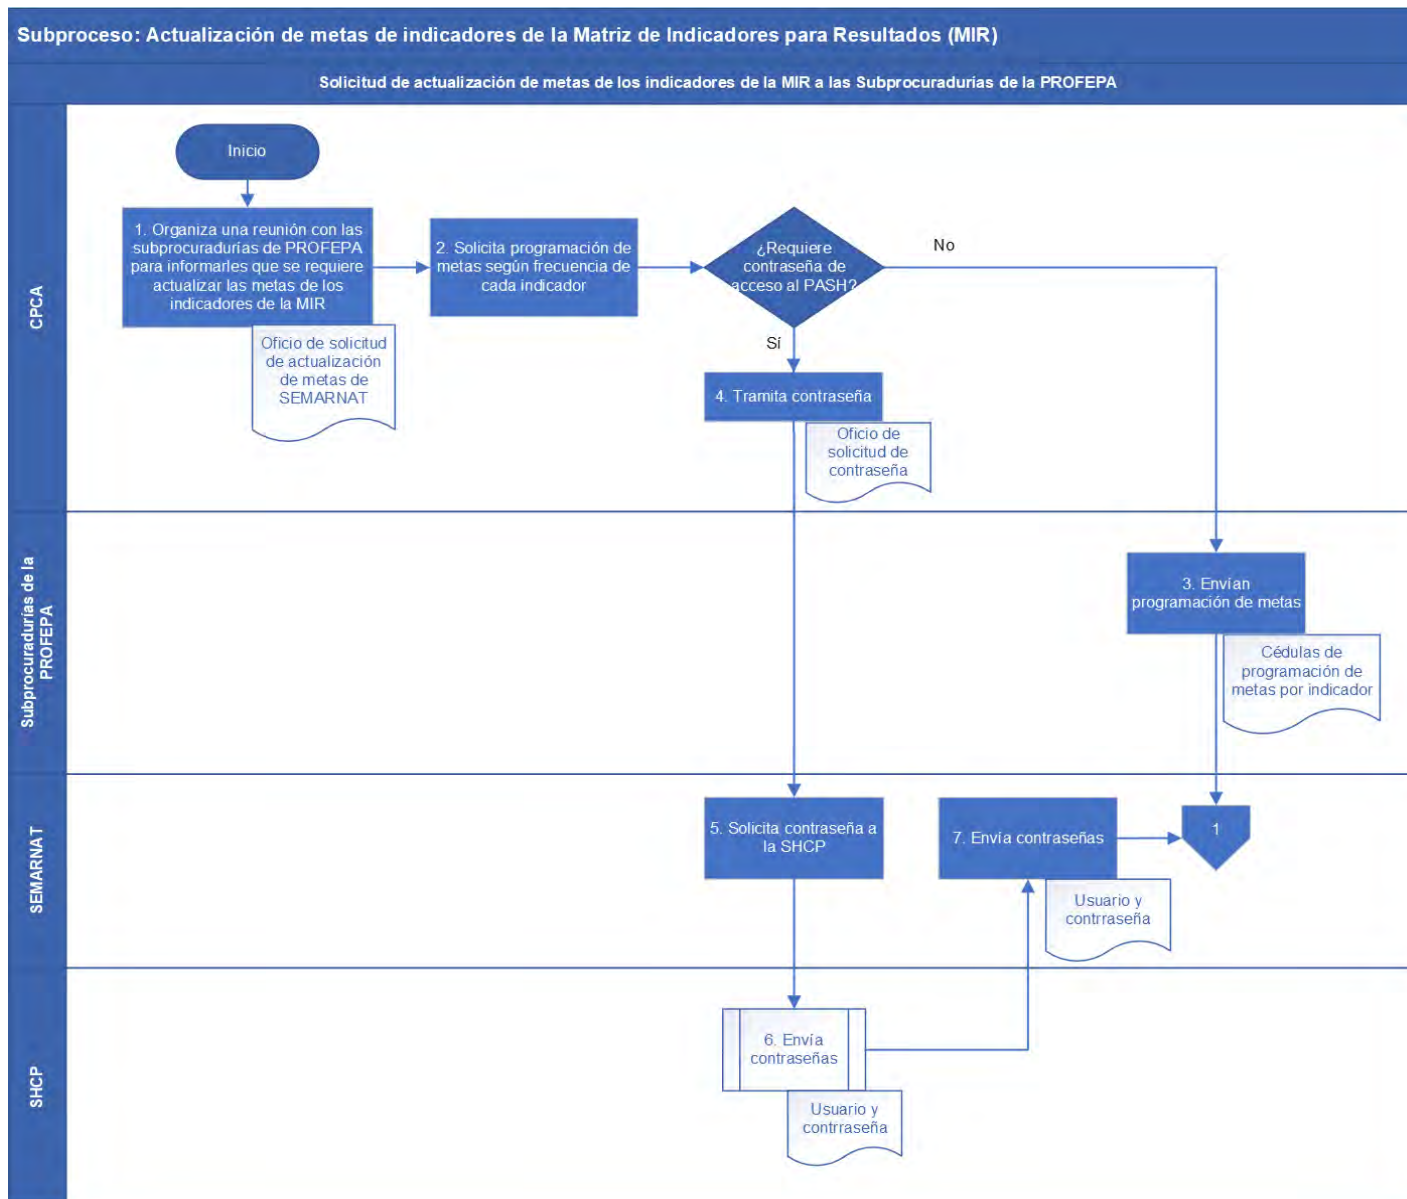 Subproceso: Actualización de metas de indicadores de la Matriz de Indicadores para Resultados (MIR)
Solicitud de actualización de metas de los indicadores de la MIR a las Subprocuradurías de la PROFEPA
CPCA
Inicio
1. Organiza una reunión con las
subprocuradurías de PROFEPA
para informarles que se requiere
actualizar las metas de los
indicadores de la MIR
Oficio de solicitud
de actualización
de metas de
SEMARNAT
2. Solicita programación de
metas según frecuencia de
cada indicador
¿Requiere
contraseña de
acceso al PASH?
No
Sí
4. Tramita contraseña
Oficio de
solicitud de
contraseña
Subprocuradurías de la
PROFEPA
3. Envían
programación de metas
Cédulas de
programación de
metas por indicador
SEMARNAT
5. Solicita contraseña a
la SHCP
7. Envía contraseñas
Usuario y
contrraseña
1
SHCP
6. Envía
contraseñas
Usuario y
contrraseña